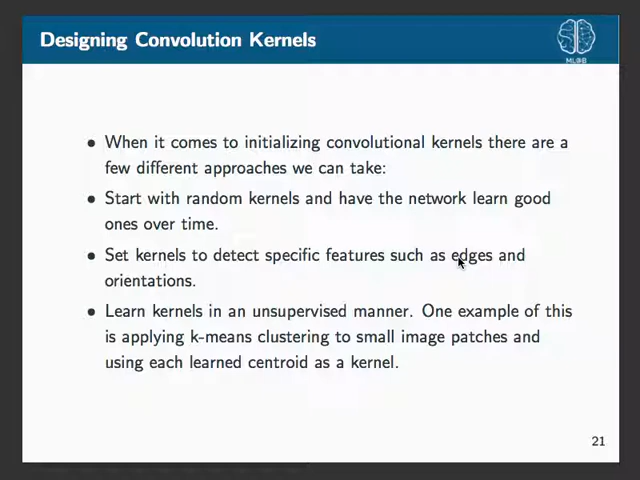 Designing Convolution Kernels
ML@B
• When it comes to initializing convolutional kernels there are a
few different approaches we can take:
• Start with random kernels and have the network learn good
ones over time.
• Set kernels to detect specific features such as edges and
orientations.
• Learn kernels in an unsupervised manner. One example of this
is applying k-means clustering to small image patches and
using each learned centroid as a kernel.
21